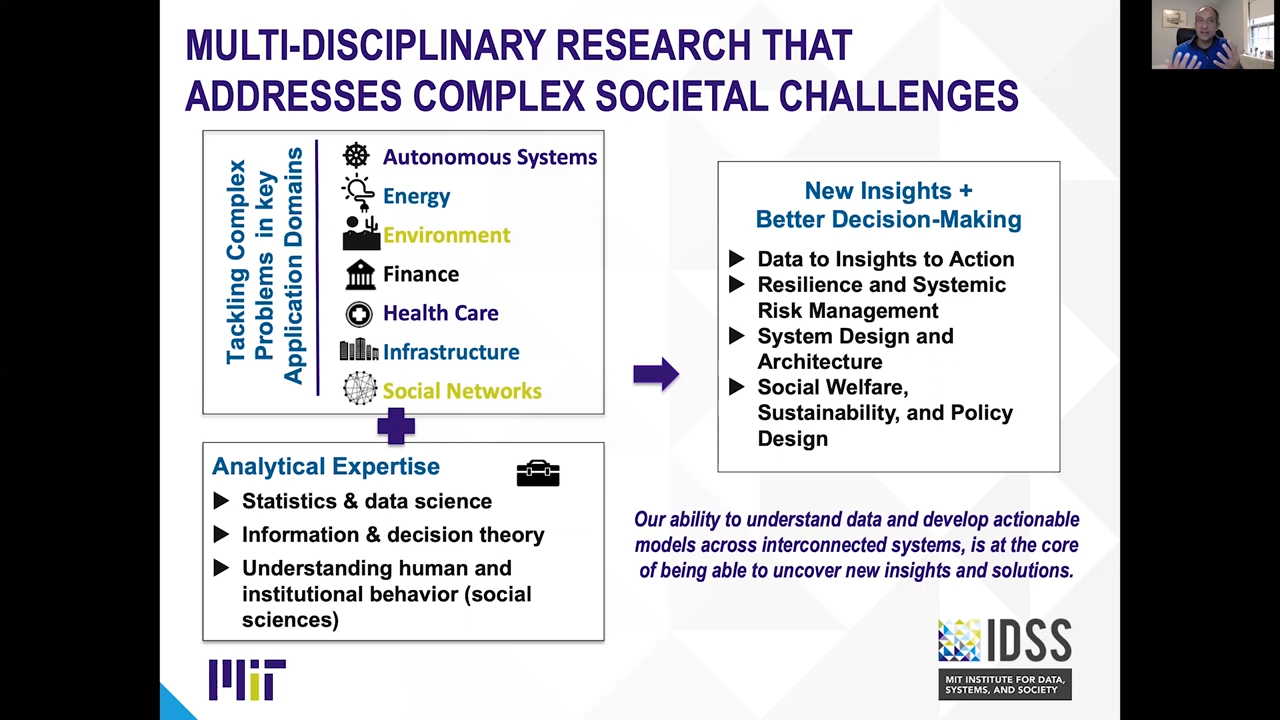 MULTI-DISCIPLINARY RESEARCH THAT
ADDRESSES COMPLEX SOCIETAL CHALLENGES
Tackling Complex
Problems in key
Application Domains
Autonomous Systems
Energy
Environment
Finance
Health Care
Infrastructure
Social Networks
Analytical Expertise
Statistics & data science
Information & decision theory
Understanding human and
institutional behavior (social
sciences)
New Insights +
Better Decision-Making
Data to Insights to Action
Resilience and Systemic
Risk Management
System Design and
Architecture
Social Welfare,
Sustainability, and Policy
Design
Our ability to understand data and develop actionable
models across interconnected systems, is at the core
of being able to uncover new insights and solutions.
MIT
IDSS
MIT INSTITUTE FOR DATA,
SYSTEMS, AND SOCIETY